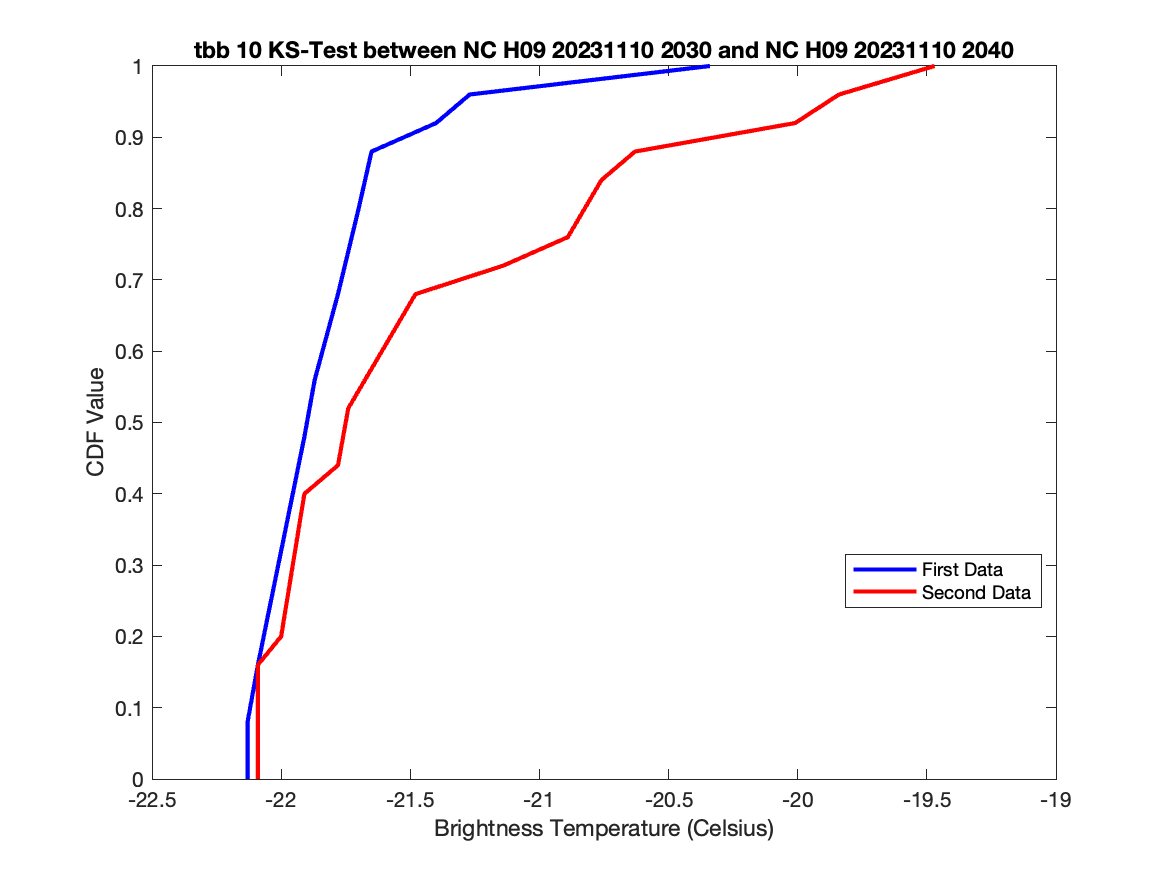 tbb 10 KS-Test between NC H09 20231110 2030 and NC H09 20231110 2040
1
0.9
0.8
0.7
0.6
0.5
0.4
0.3
0.2
0.1
0
CDF Value
First Data
Second Data
-22.5 -22 -21.5 -21 -20.5 -20 -19.5 -19
Brightness Temperature (Celsius)